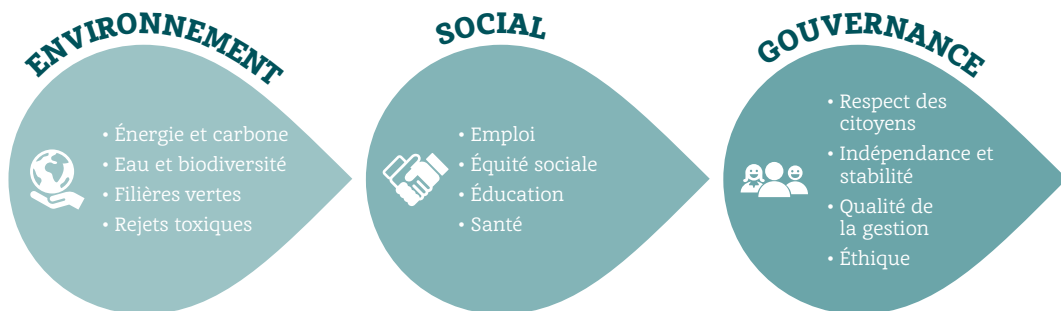 ENVIRONNEMENT
• Énergie et carbone
• Eau et biodiversité
• Filières vertes
• Rejets toxiques
SOCIAL
• Emploi
• Équité sociale
• Éducation
• Santé
GOUVERNANCE
• Respect des
citoyens
• Indépendance et
stabilité
• Qualité de
la gestion
• Éthique